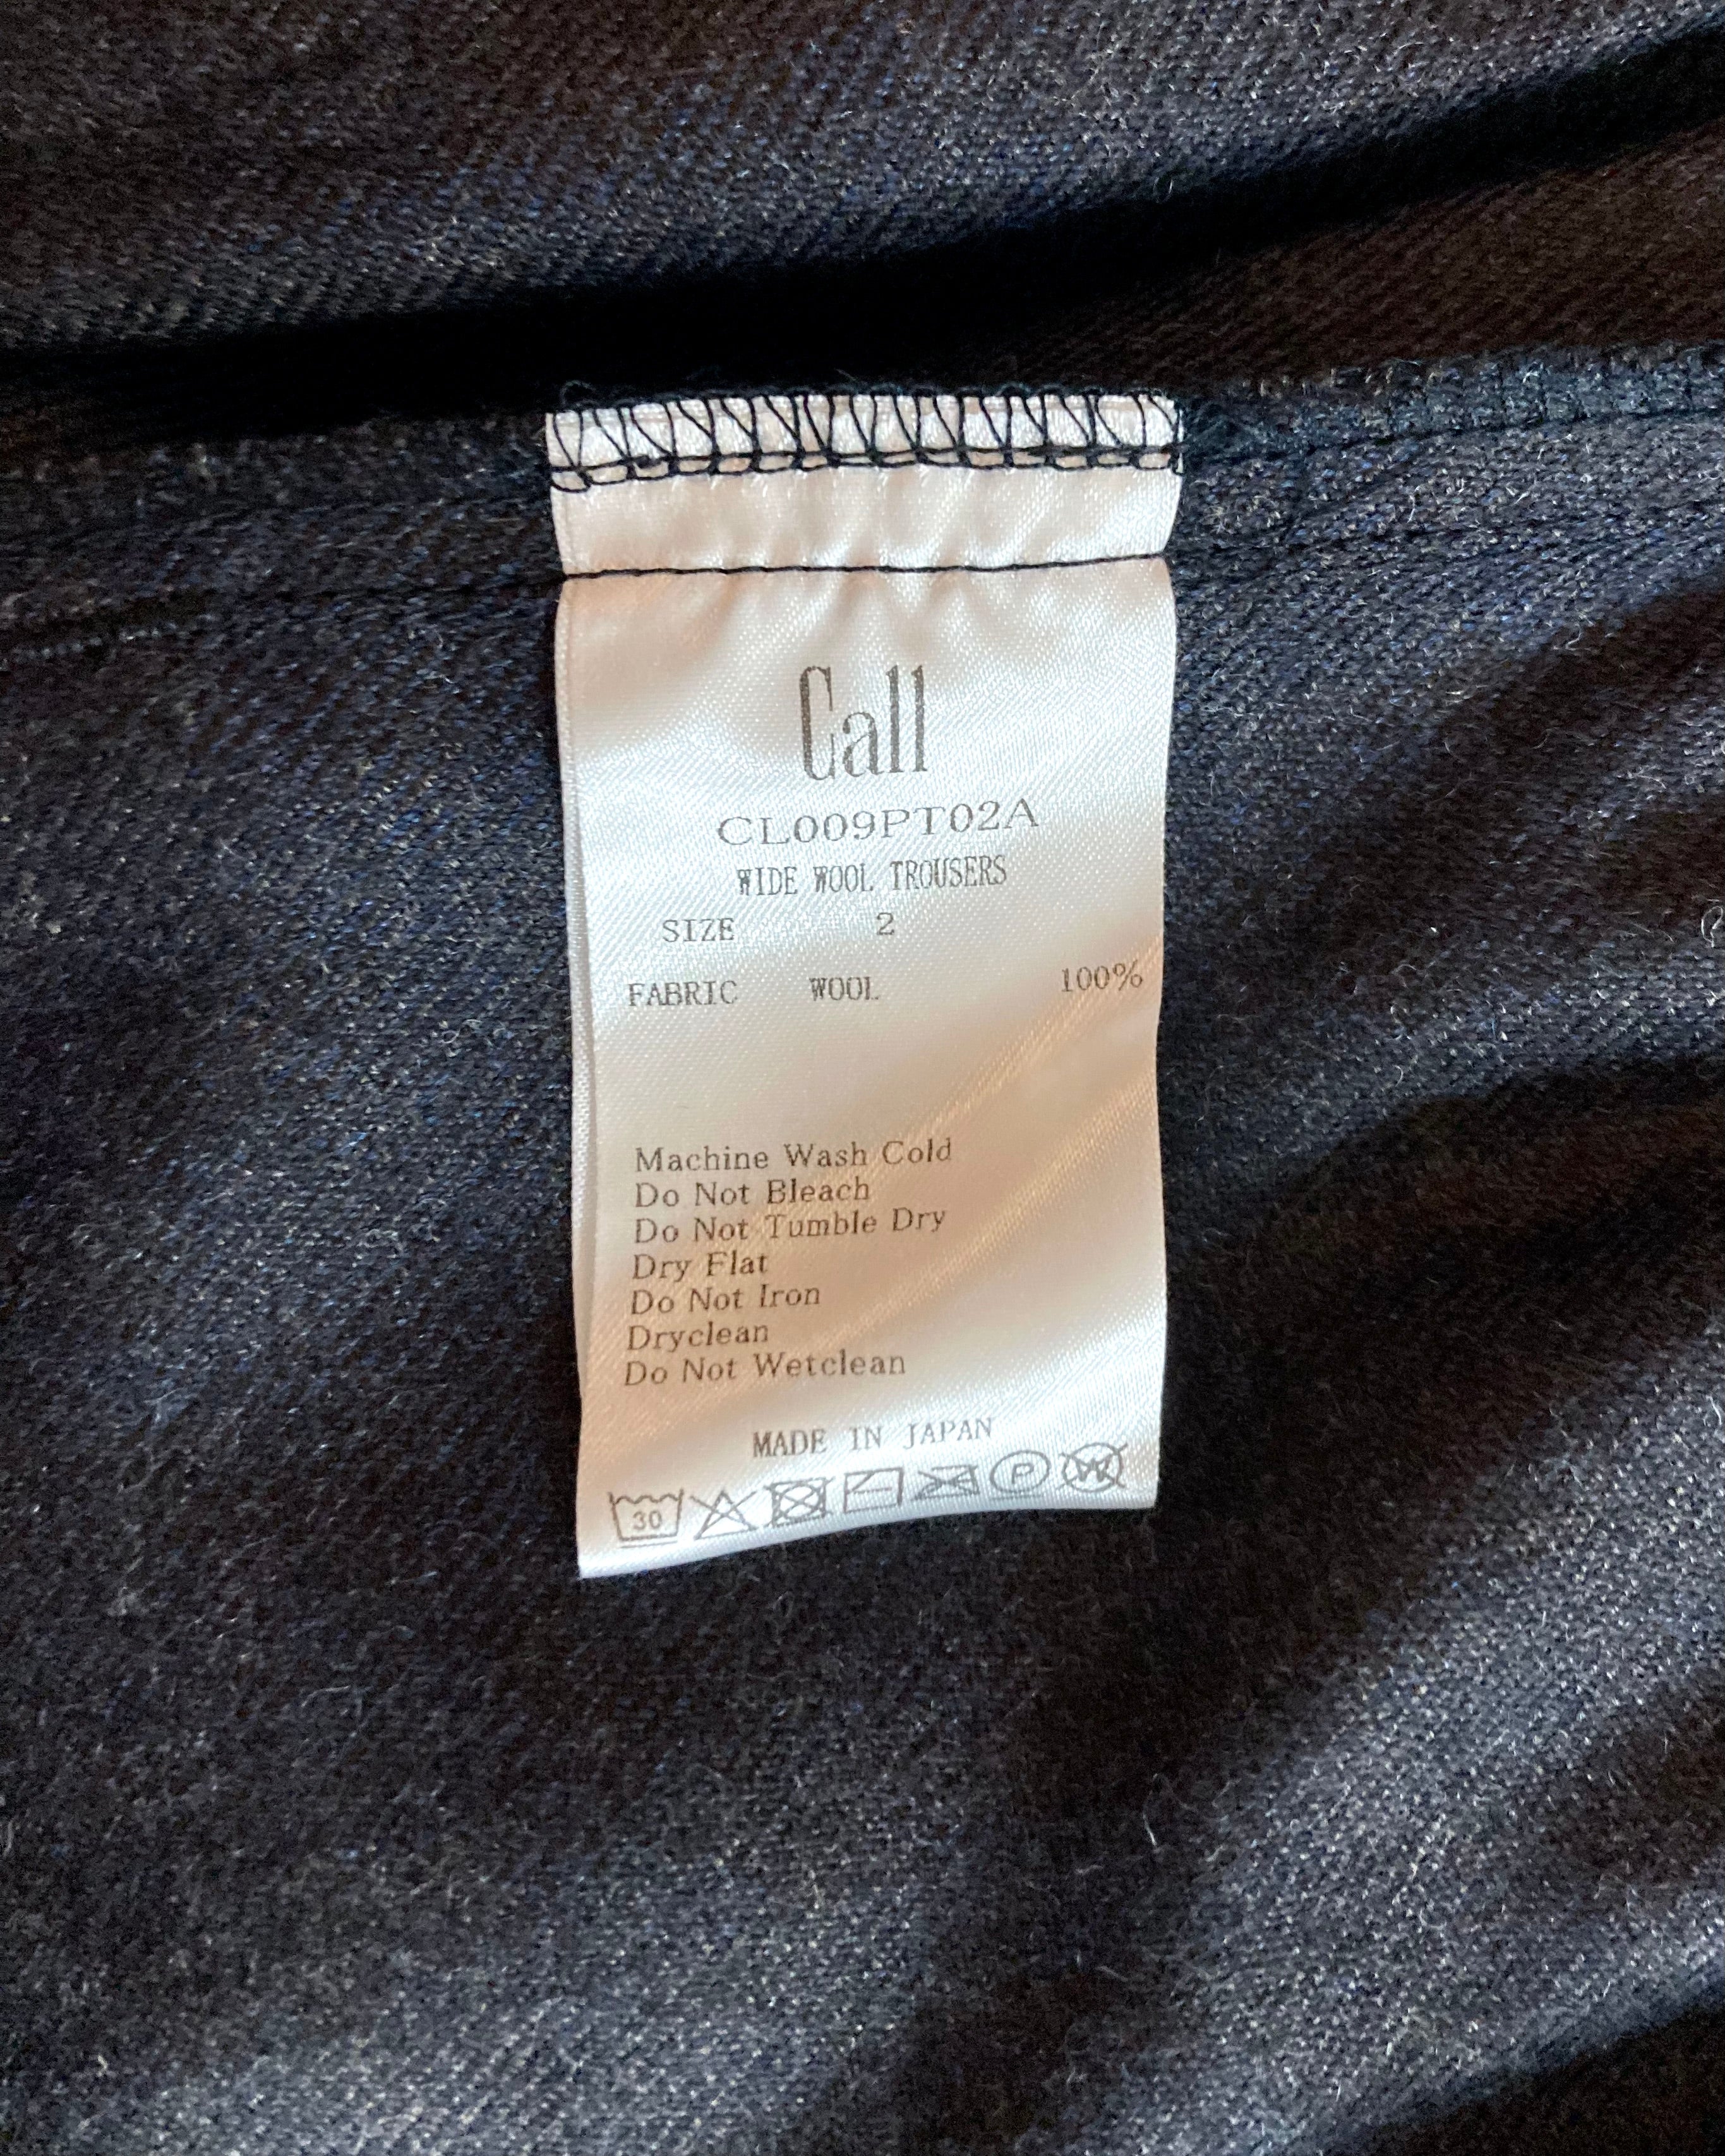 Call
CL009PT02A
WIDE WOOL TROUSERS
SIZE 2
FABRIC WOOL 100%
Machine Wash Cold
Do Not Bleach
Do Not Tumble Dry
Dry Flat
Do Not Iron
Dryclean
Do Not Wetclean
MADE IN JAPAN
30 P W